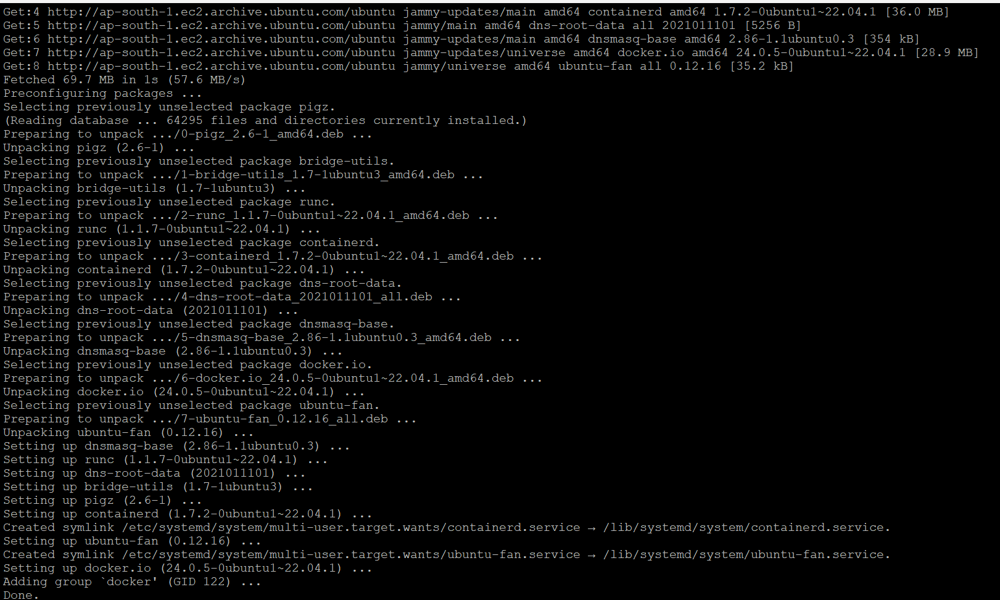 Get:4 http://ap-south-1.ec2.archive.ubuntu.com/ubuntu jammy-updates/main amd64 containerd amd64 1.7.2-0ubuntu1~22.04.1 [36.0 MB]
Get:5 http://ap-south-1.ec2.archive.ubuntu.com/ubuntu jammy/main amd64 dns-root-data all 2021011101 [5256 B]
Get:6 http://ap-south-1.ec2.archive.ubuntu.com/ubuntu jammy-updates/main amd64 dnsmasq-base amd64 2.86-1.1ubuntu0.3 [354 kB]
Get:7 http://ap-south-1.ec2.archive.ubuntu.com/ubuntu jammy-updates/universe amd64 docker.io amd64 24.0.5-0ubuntu1~22.04.1 [28.9 MB]
Get:8 http://ap-south-1.ec2.archive.ubuntu.com/ubuntu jammy/universe amd64 ubuntu-fan all 0.12.16 [35.2 kB]
Fetched 69.7 MB in 1s (57.6 MB/s)
Preconfiguring packages ...
Selecting previously unselected package pigz.
(Reading database ... 64295 files and directories currently installed.)
Preparing to unpack .../0-pigz_2.6-1_amd64.deb ...
Unpacking pigz (2.6-1) ...
Selecting previously unselected package bridge-utils.
Preparing to unpack .../1-bridge-utils_1.7-1ubuntu3_amd64.deb ...
Unpacking bridge-utils (1.7-1ubuntu3) ...
Selecting previously unselected package runc.
Preparing to unpack .../2-runc_1.1.7-0ubuntu1~22.04.1_amd64.deb ...
Unpacking runc (1.1.7-0ubuntu1~22.04.1) ...
Selecting previously unselected package containerd.
Preparing to unpack .../3-containerd_1.7.2-0ubuntu1~22.04.1_amd64.deb ...
Unpacking containerd (1.7.2-0ubuntu1~22.04.1) ...
Selecting previously unselected package dns-root-data.
Preparing to unpack .../4-dns-root-data_2021011101_all.deb ...
Unpacking dns-root-data (2021011101) ...
Selecting previously unselected package dnsmasq-base.
Preparing to unpack .../5-dnsmasq-base_2.86-1.1ubuntu0.3_amd64.deb ...
Unpacking dnsmasq-base (2.86-1.1ubuntu0.3) ...
Selecting previously unselected package docker.io.
Preparing to unpack .../6-docker.io_24.0.5-0ubuntu1~22.04.1_amd64.deb ...
Unpacking docker.io (24.0.5-0ubuntu1~22.04.1) ...
Selecting previously unselected package ubuntu-fan.
Preparing to unpack .../7-ubuntu-fan_0.12.16_all.deb ...
Unpacking ubuntu-fan (0.12.16) ...
Setting up dnsmasq-base (2.86-1.1ubuntu0.3) ...
Setting up runc (1.1.7-0ubuntu1~22.04.1) ...
Setting up dns-root-data (2021011101) ...
Setting up bridge-utils (1.7-1ubuntu3) ...
Setting up pigz (2.6-1) ...
Setting up containerd (1.7.2-0ubuntu1~22.04.1) ...
Created symlink /etc/systemd/system/multi-user.target.wants/containerd.service → /lib/systemd/system/containerd.service.
Setting up ubuntu-fan (0.12.16) ...
Created symlink /etc/systemd/system/multi-user.target.wants/ubuntu-fan.service → /lib/systemd/system/ubuntu-fan.service.
Setting up docker.io (24.0.5-0ubuntu1~22.04.1) ...
Adding group `docker' (GID 122) ...
Done.